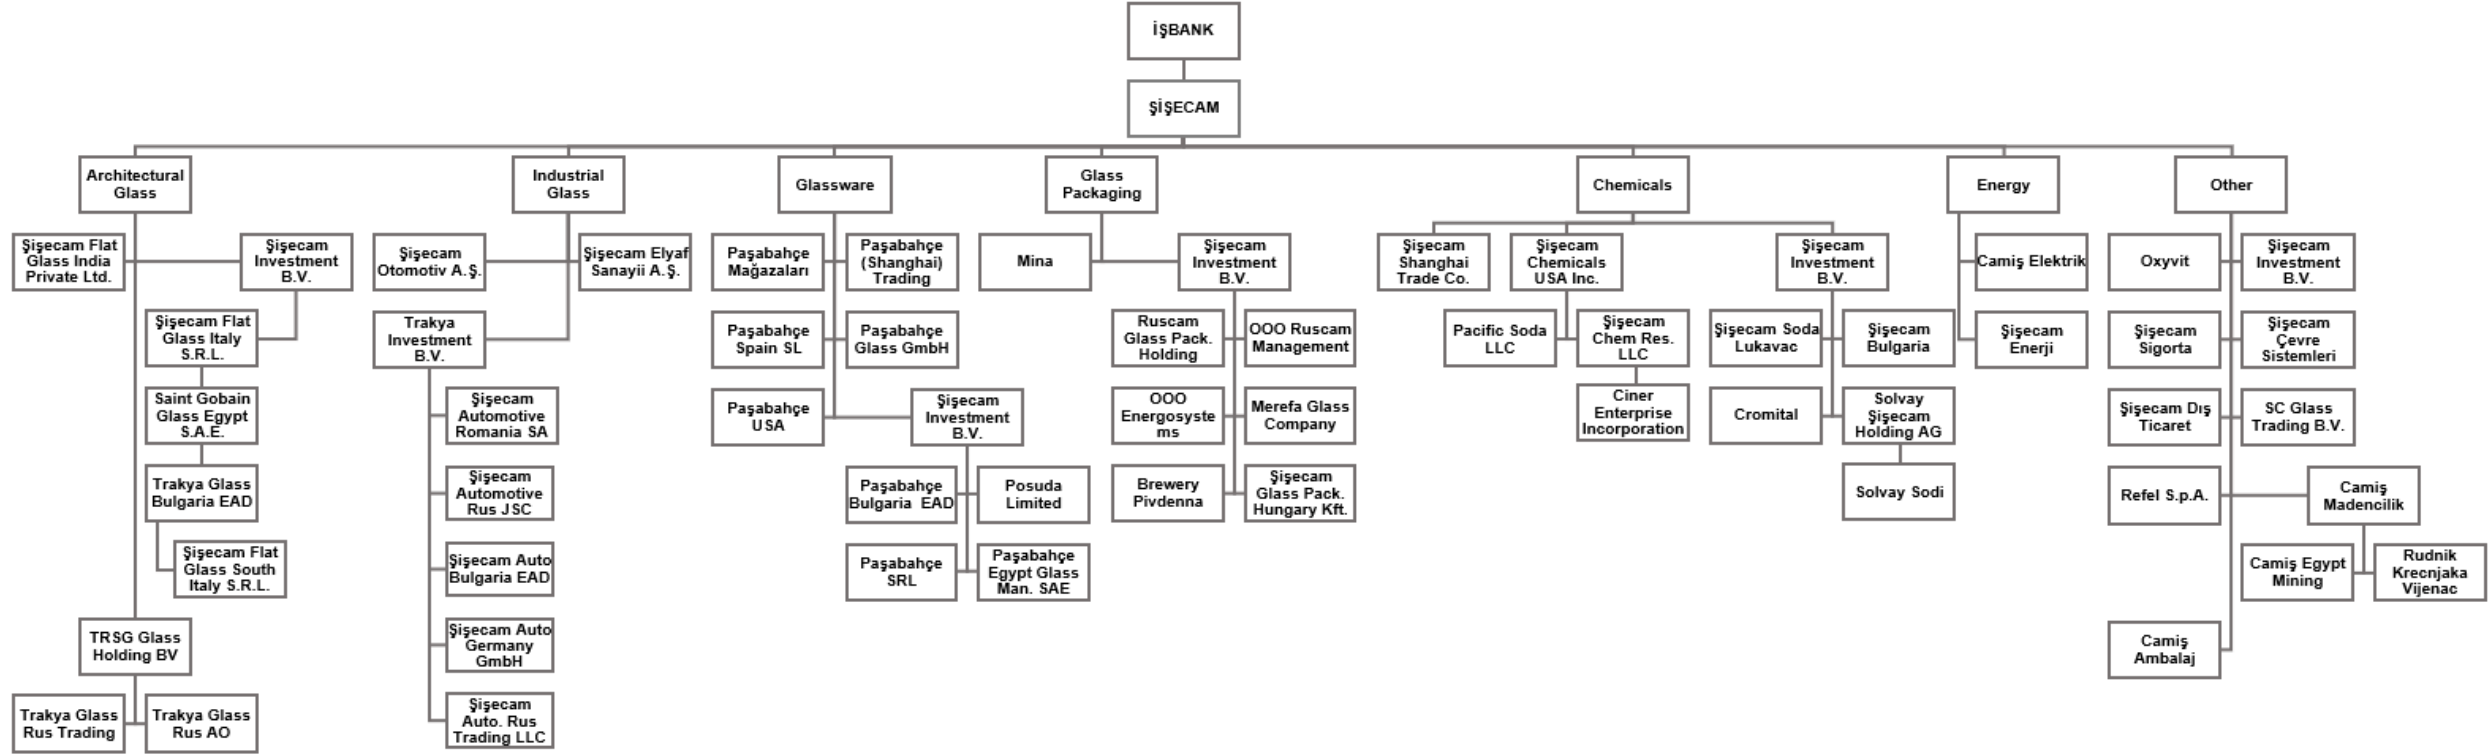 İŞBANK
ŞİŞECAM
Architectural
Glass
Industrial
Glass
Glassware
Glass
Packaging
Chemicals
Energy
Other
Şişecam Flat
Glass India
Private Ltd.
Şişecam
Investment
B.V.
Şişecam Flat
Glass Italy
S.R.L.
Saint Gobain
Glass Egypt
S.A.E.
Trakya Glass
Bulgaria EAD
Şişecam Flat
Glass South
Italy S.R.L.
TRSG Glass
Holding BV
Trakya Glass
Rus Trading
Trakya Glass
Rus AO
Şişecam
Otomotiv A.Ş.
Şişecam Elyaf
Sanayii A.Ş.
Trakya
Investment
B.V.
Şişecam
Automotive
Romania SA
Şişecam
Automotive
Rus JSC
Şişecam Auto
Bulgaria EAD
Şişecam Auto
Germany
GmbH
Şişecam
Auto. Rus
Trading LLC
Paşabahçe
Mağazaları
Paşabahçe
(Shanghai)
Trading
Paşabahçe
Spain SL
Paşabahçe
Glass GmbH
Paşabahçe
USA
Şişecam
Investment
B.V.
Paşabahçe
Bulgaria EAD
Posuda
Limited
Paşabahçe
SRL
Paşabahçe
Egypt Glass
Man. SAE
Mina
Şişecam
Investment
B.V.
Ruscam
Glass Pack.
Holding
OOO Ruscam
Management
OOO
Energosyste
ms
Merefa Glass
Company
Brewery
Pivdenna
Şişecam
Glass Pack.
Hungary Kft.
Şişecam
Shanghai
Trade Co.
Şişecam
Chemicals
USA Inc.
Şişecam
Investment
B.V.
Pacific Soda
LLC
Şişecam
Chem Res.
LLC
Ciner
Enterprise
Incorporation
Şişecam Soda
Lukavac
Şişecam
Bulgaria
Cromital
Solvay
Şişecam
Holding AG
Solvay Sodi
Camiş Elektrik
Şişecam
Enerji
Oxyvit
Şişecam
Investment
B.V.
Şişecam
Sigorta
Şişecam
Çevre
Sistemleri
Şişecam Dış
Ticaret
SC Glass
Trading B.V.
Refel S.p.A.
Camiş
Madencilik
Camiş Egypt
Mining
Rudnik
Krecnjaka
Vijenac
Camiş
Ambalaj